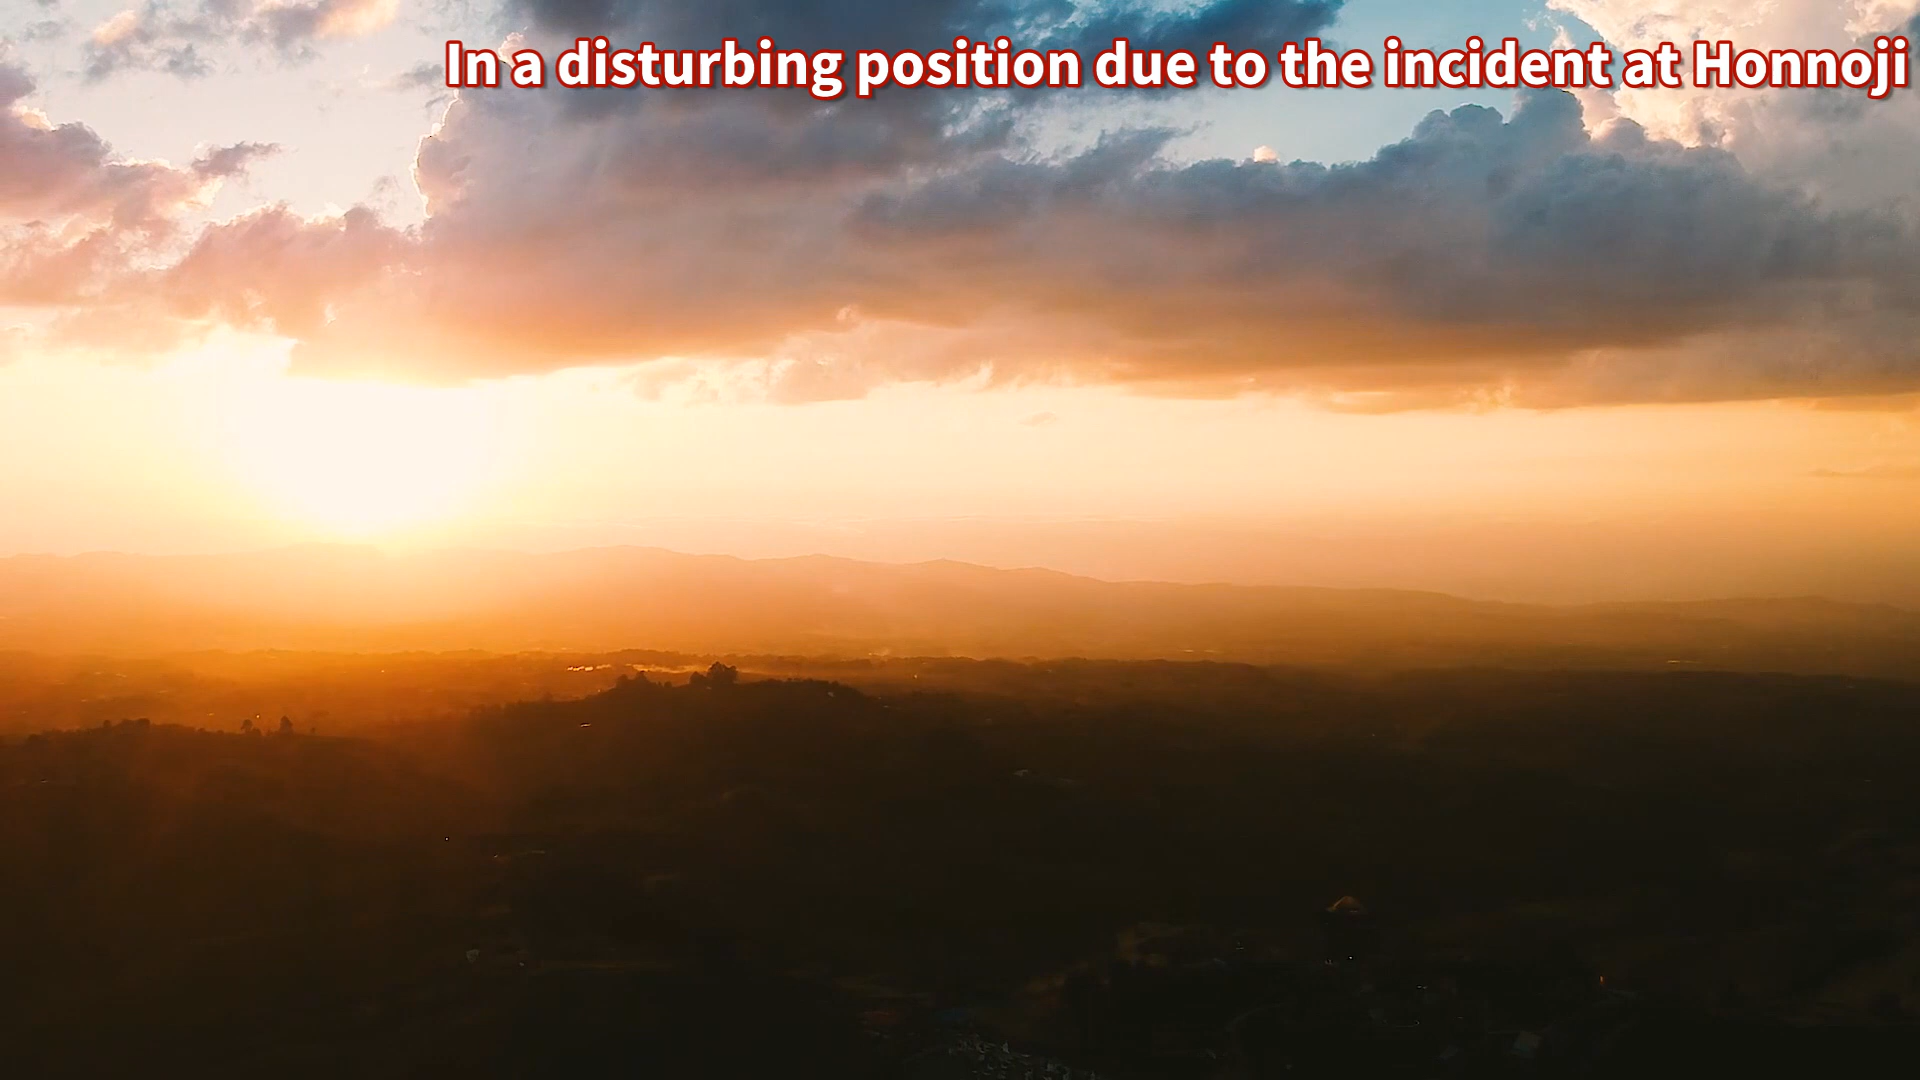 In a disturbing position due to the incident at Honnoji